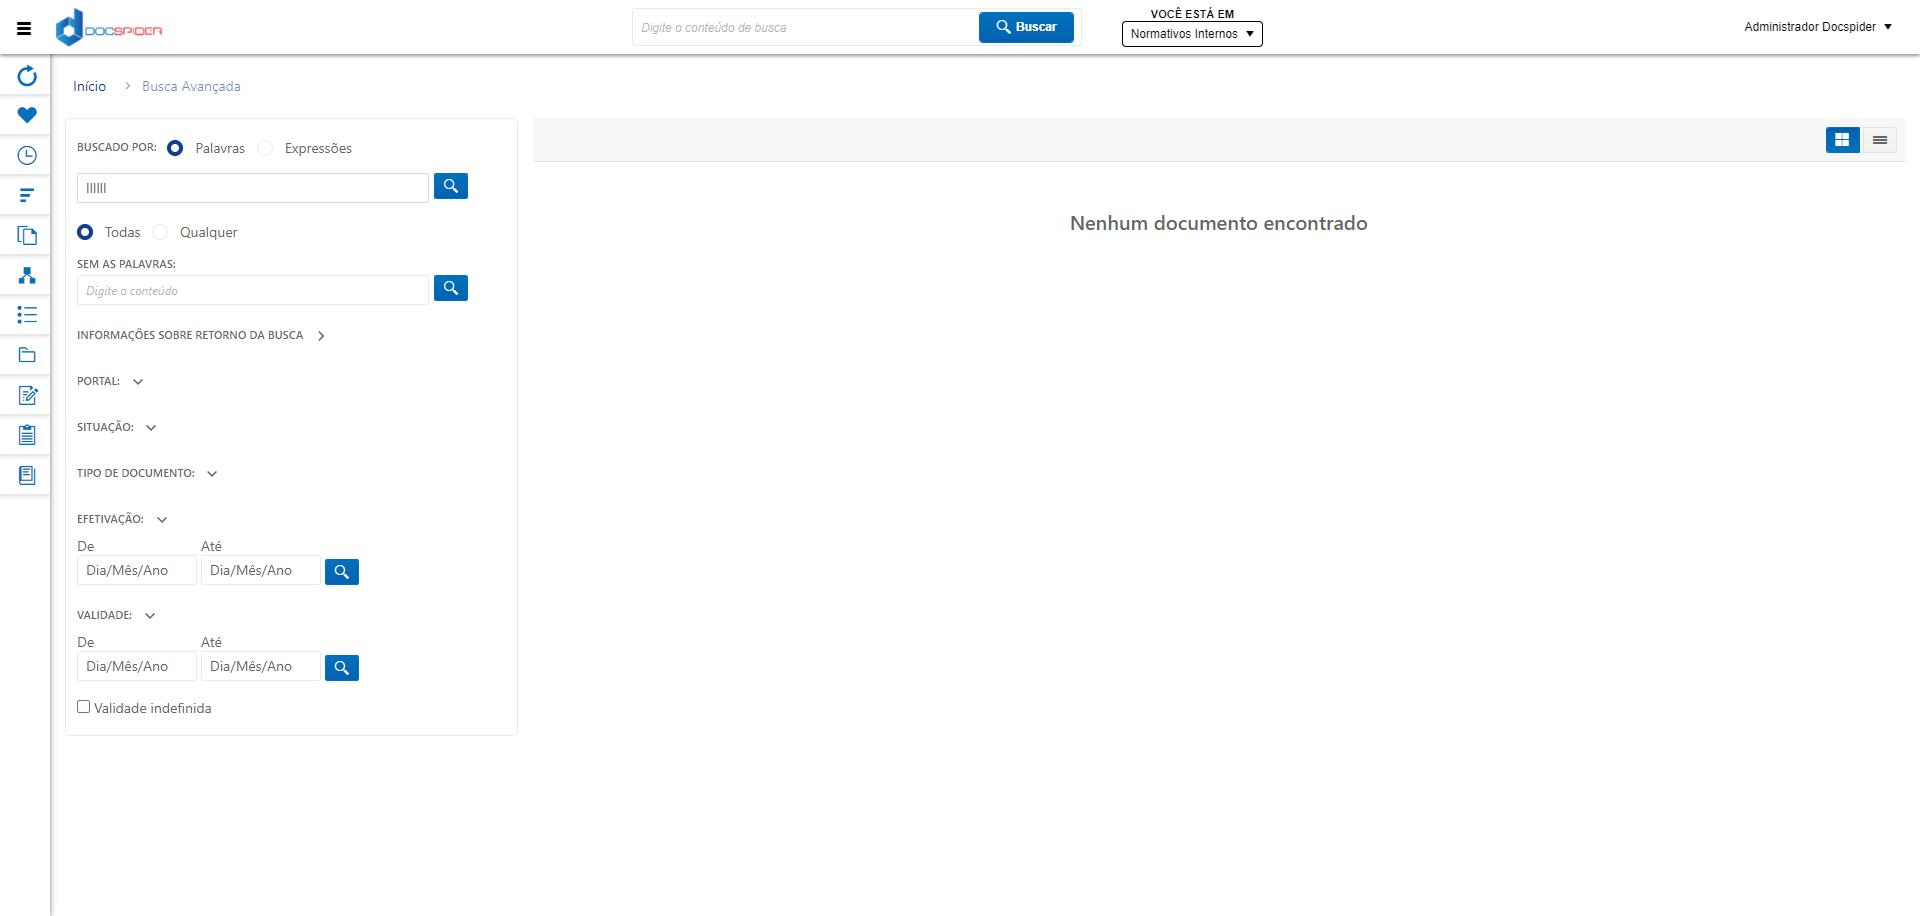 DOCSPIDER
Digite o conteúdo de busca
Buscar
VOCÊ ESTÁ EM
Normativos Internos
Administrador Docspider
Início
Busca Avançada
BUSCADO POR:
Palavras
Expressões
Todas
Qualquer
SEM AS PALAVRAS:
Digite o conteúdo
INFORMAÇÕES SOBRE RETORNO DA BUSCA
PORTAL:
SITUAÇÃO:
TIPO DE DOCUMENTO:
EFETIVAÇÃO:
De Até
Dia/Mês/Ano Dia/Mês/Ano
VALIDADE:
De Até
Dia/Mês/Ano Dia/Mês/Ano
Validade indefinida
Nenhum documento encontrado